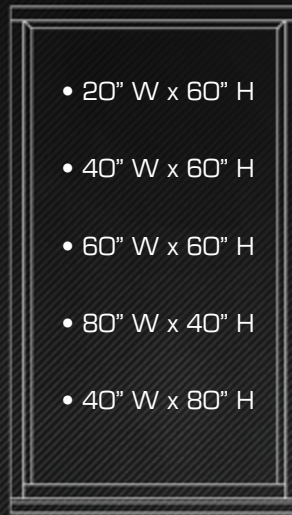 • 20” W x 60” H
• 40” W x 60” H
• 60” W x 60” H
• 80” W x 40” H
• 40” W x 80” H